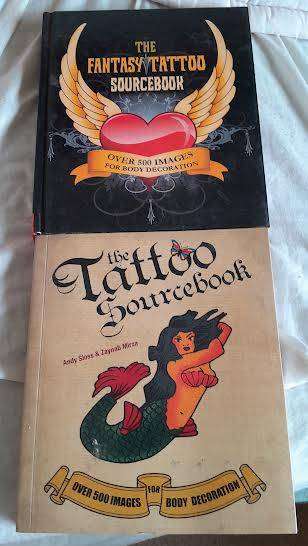 THE
FANTASY TATTOO
SOURCEBOOK
OVER 500 IMAGES
FOR BODY DECORATION
the
Tattoo
Sourcebook
Andy Sloss & Zaynab Mirza
OVER 500 IMAGES FOR BODY DECORATION